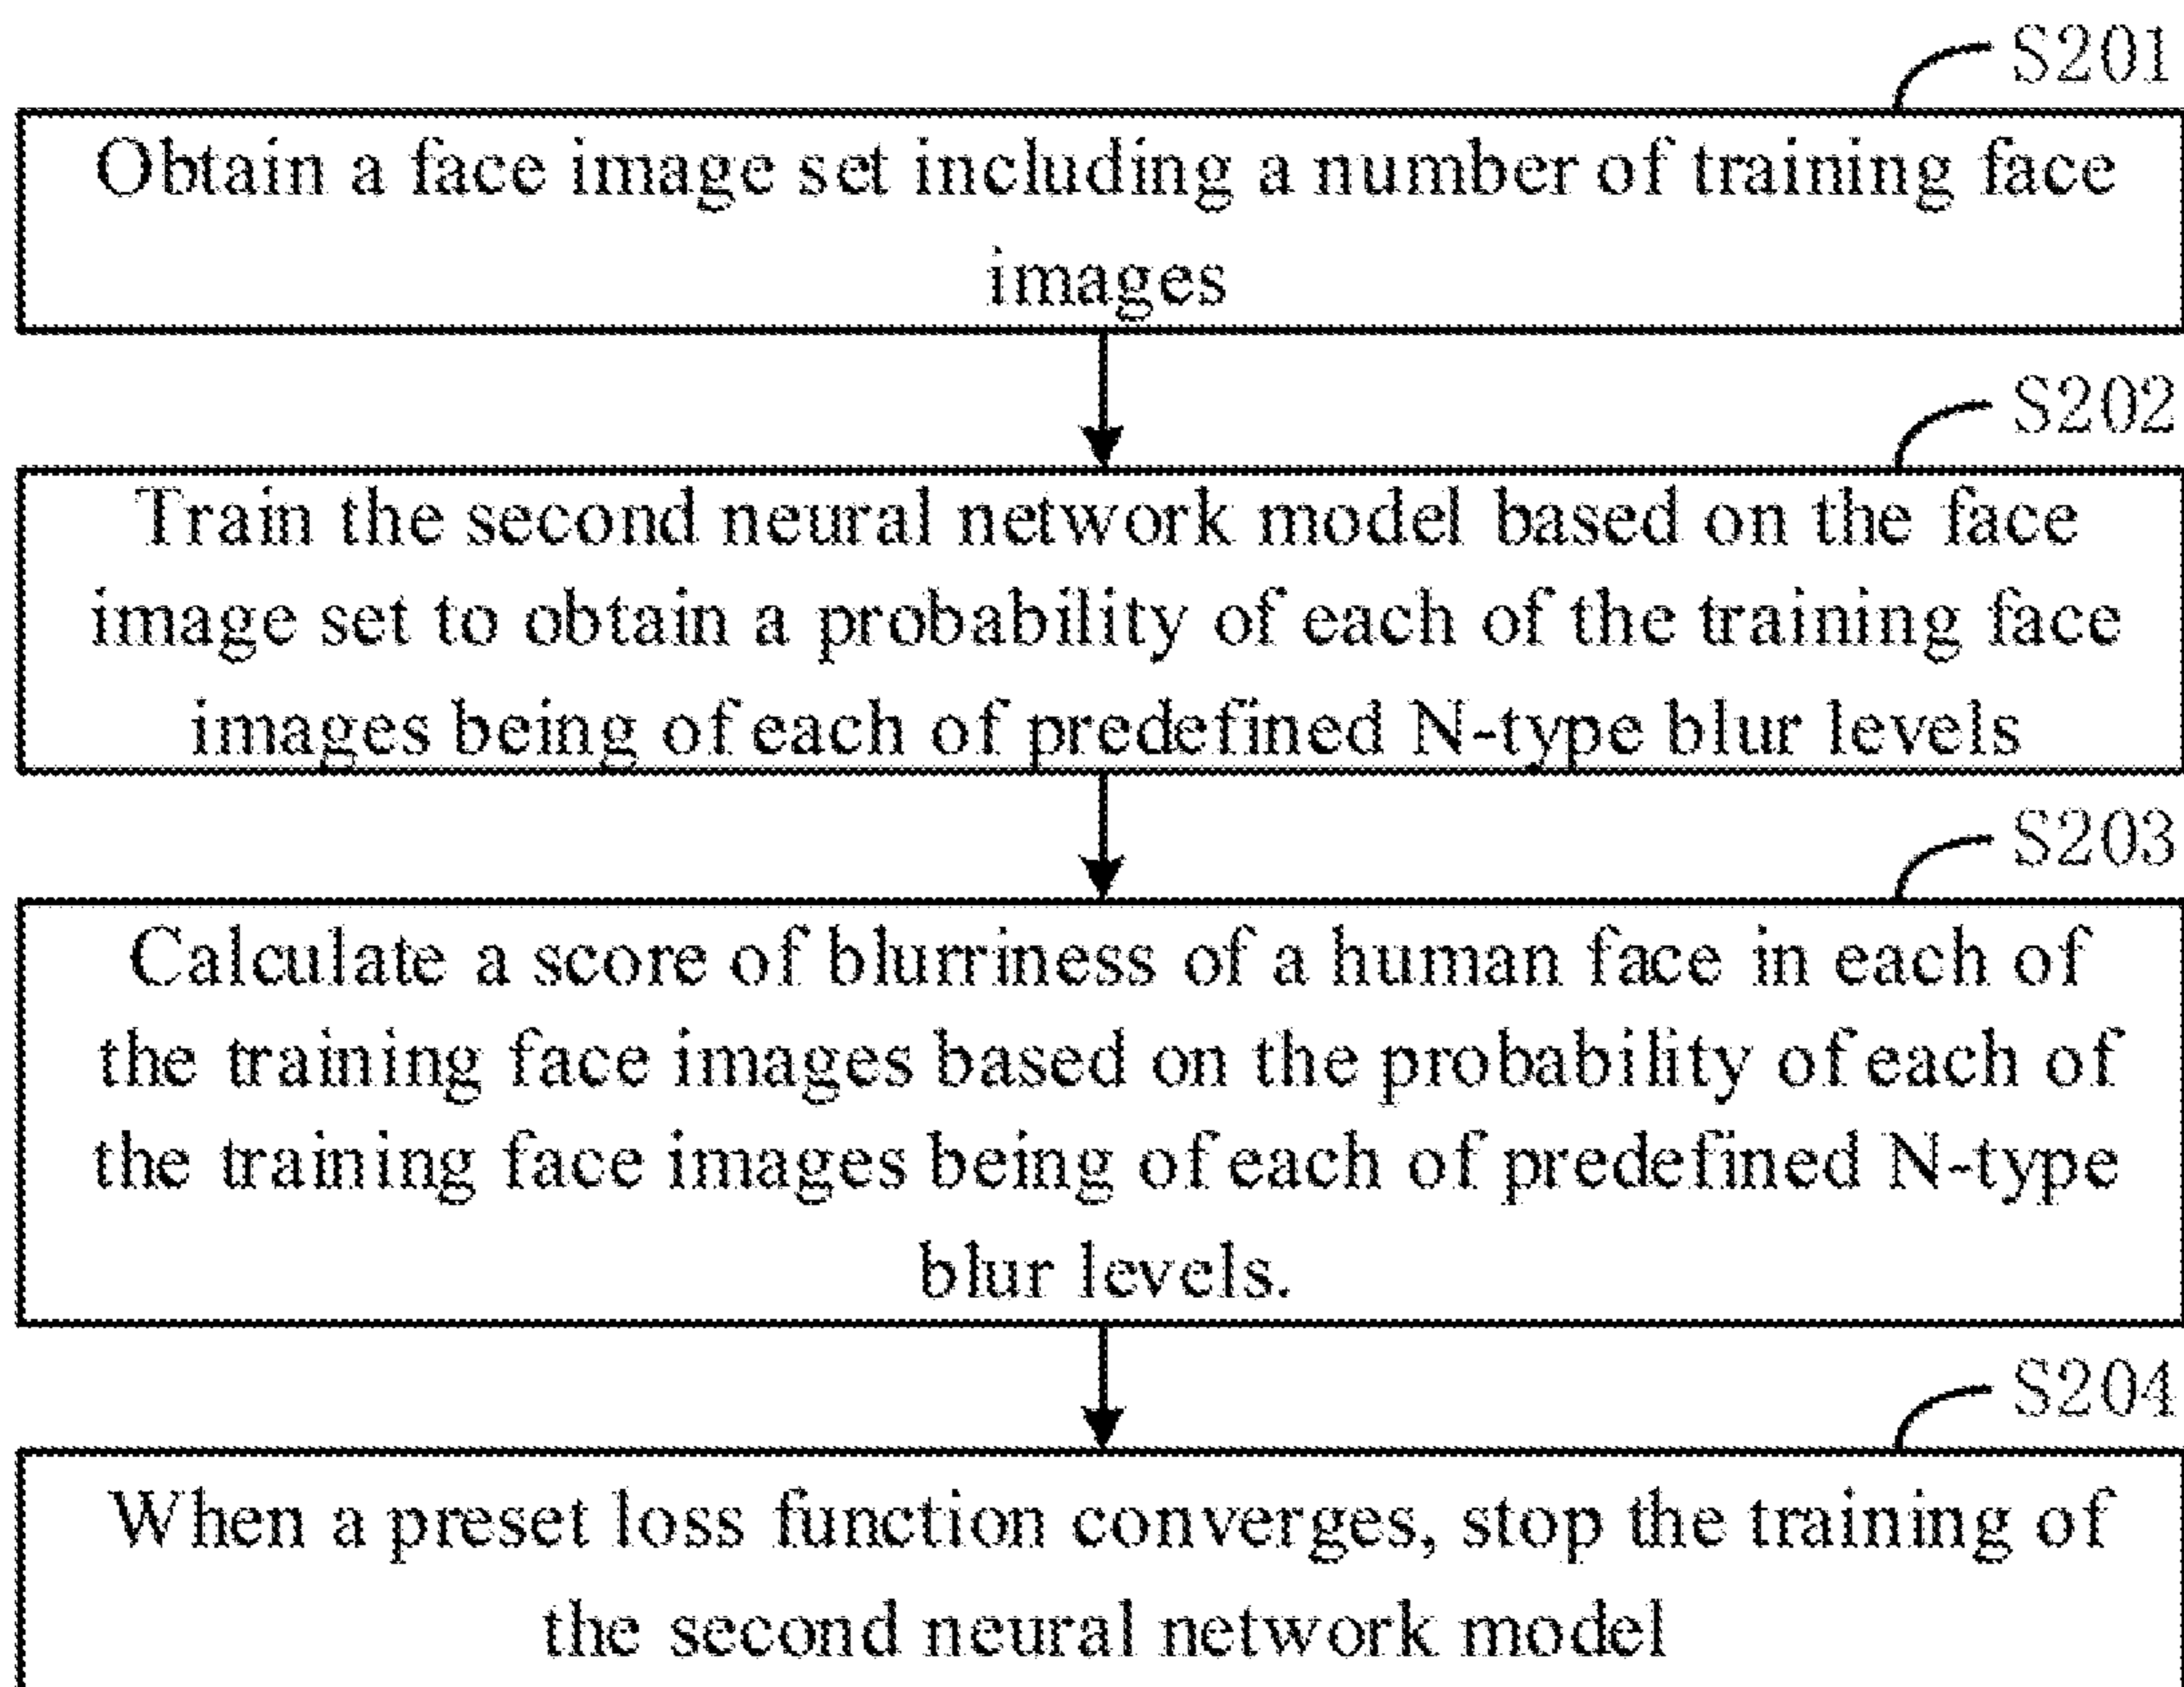 S201
Obtain a face image set including a number of training face
images
S202
Train the second neural network model based on the face
image set to obtain a probability of each of the training face
images being of each of predefined N-type blur levels
S203
Calculate a score of blurriness of a human face in each of
the training face images based on the probability of each of
the training face images being of each of predefined N-type
blur levels.
S204
When a preset loss function converges, stop the training of
the second neural network model